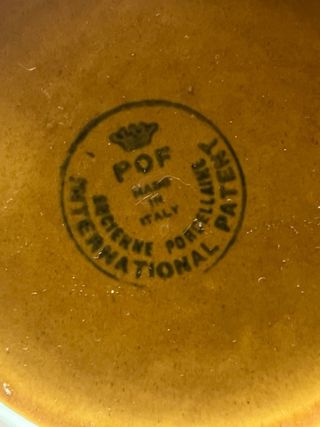 POF
MADE
IN
ITALY
ANCIENNE PORCELLAINE
INTERNATIONAL PATENT